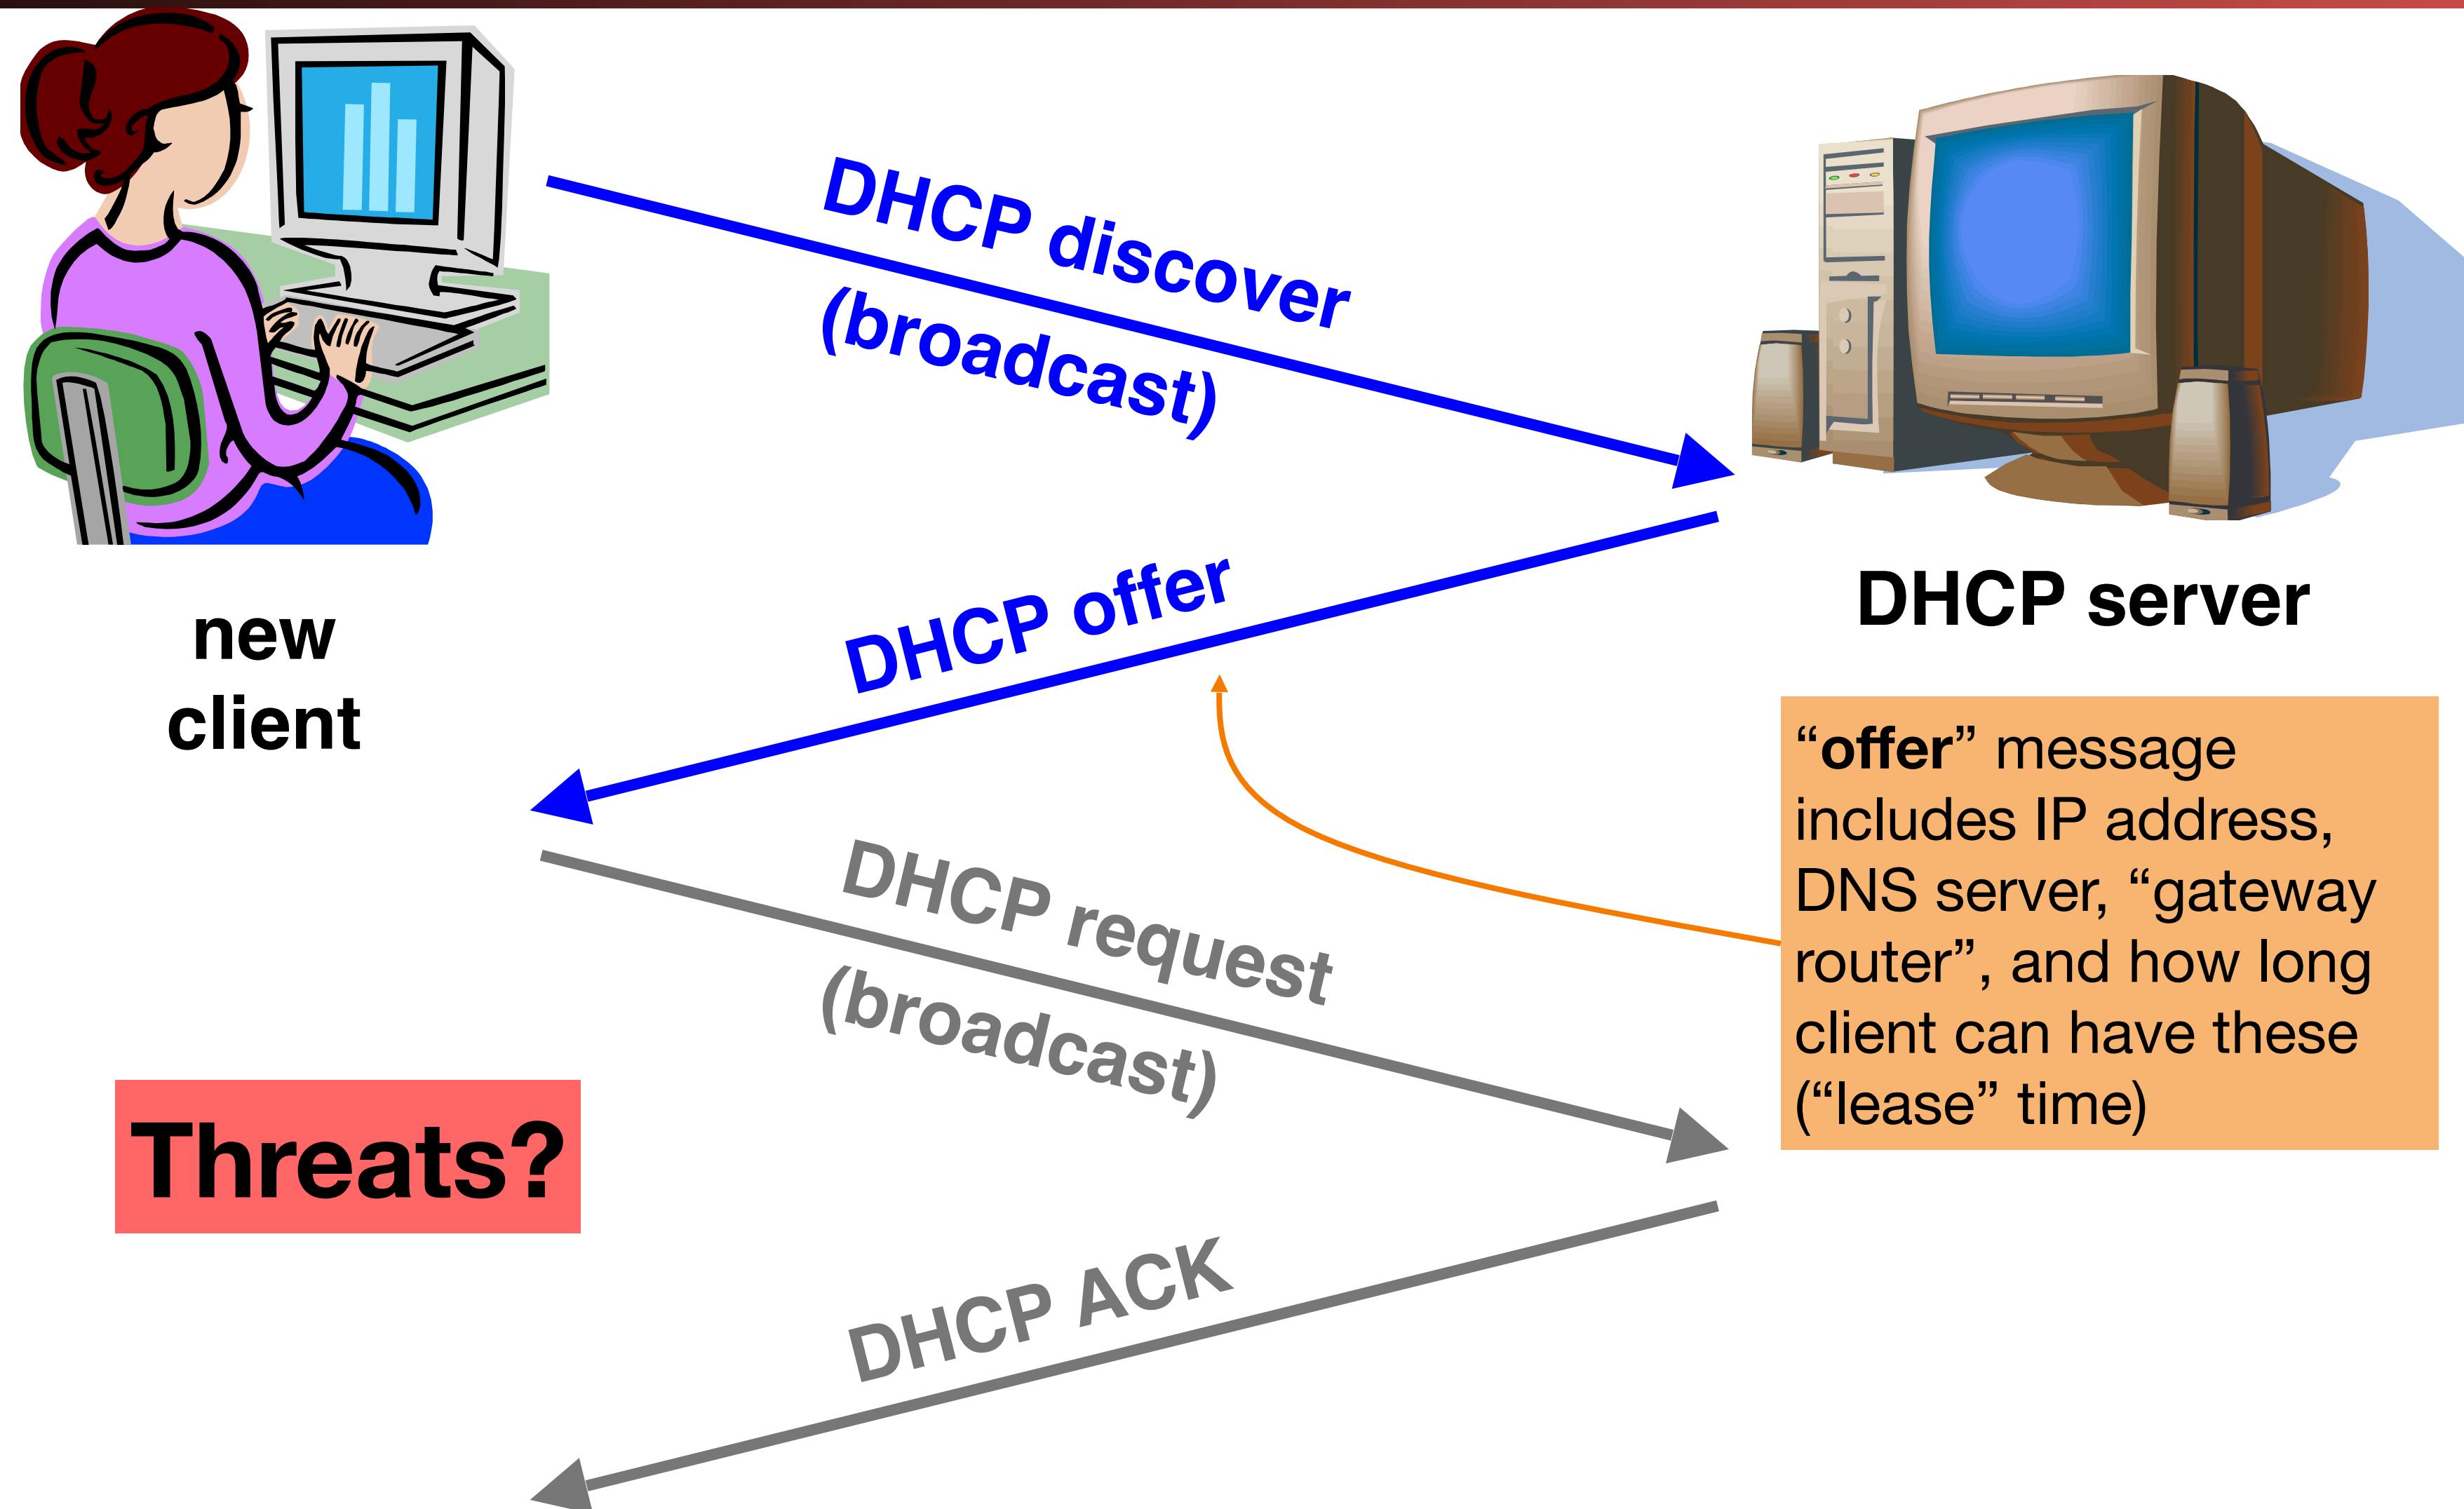 DHCP discover
(broadcast)
DHCP offer
new
client
DHCP server
“offer” message
includes IP address,
DNS server, “gateway
router”, and how long
client can have these
(“lease” time)
DHCP request
(broadcast)
Threats?
DHCP ACK